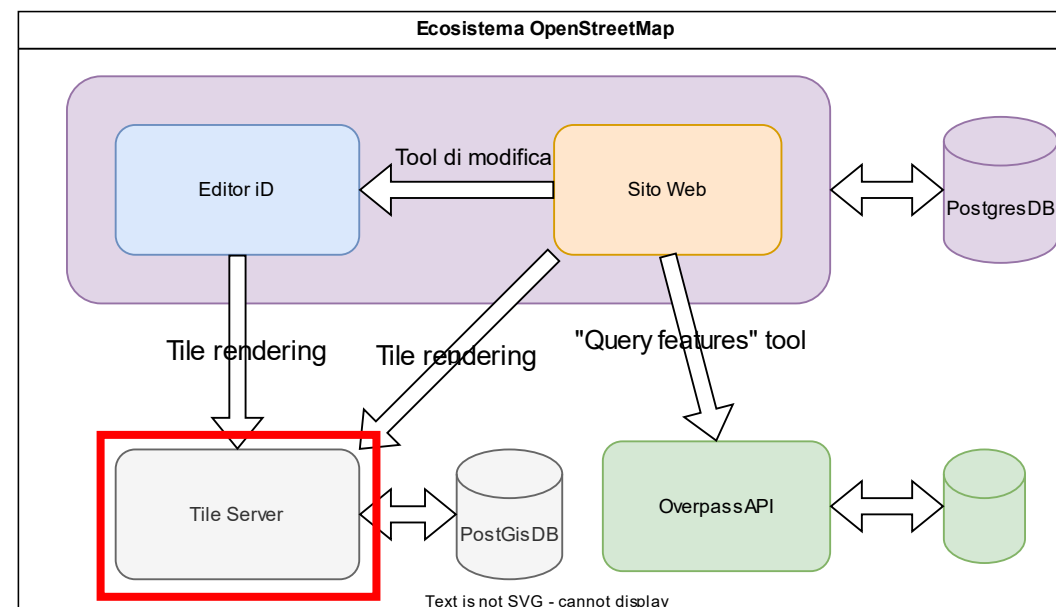 Ecosistema OpenStreetMap
Tool di modifica
Editor iD
Sito Web
PostgresDB
Tile rendering
Tile rendering
"Query features" tool
Tile Server
PostGisDB
OverpassAPI
Text is not SVG - cannot display